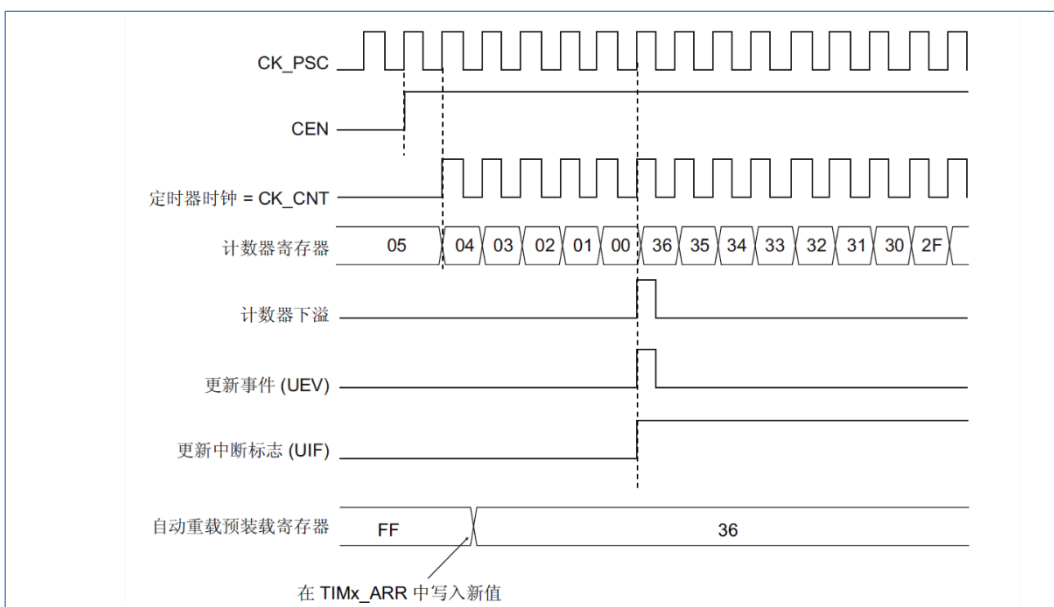 CK_PSC
CEN
定时器时钟 = CK_CNT
计数器寄存器 05 04 03 02 01 00 36 35 34 33 32 31 30 2F
计数器下溢
更新事件 (UEV)
更新中断标志 (UIF)
自动重载预装载寄存器 FF 36
在 TIMx_ARR 中写入新值